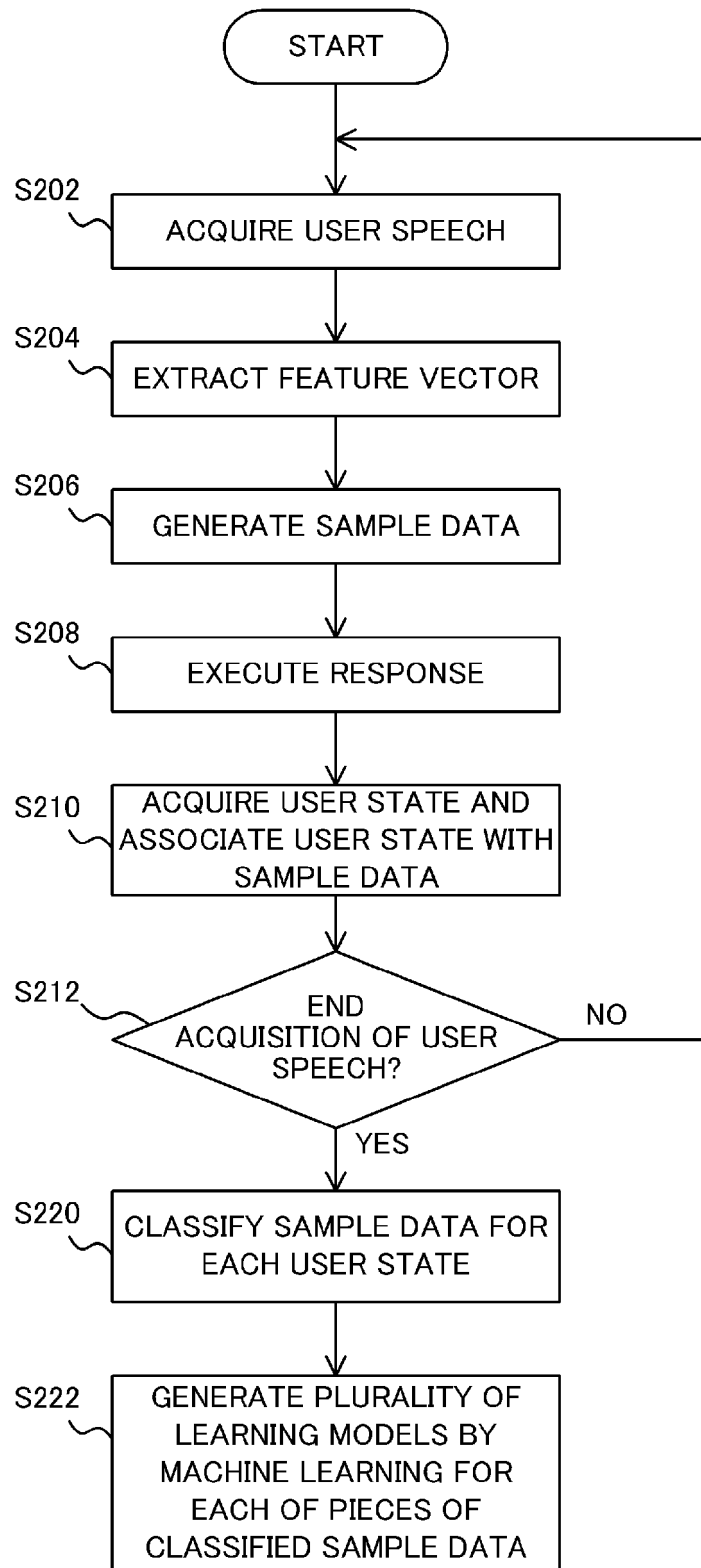 START
S202
ACQUIRE USER SPEECH
S204
EXTRACT FEATURE VECTOR
S206
GENERATE SAMPLE DATA
S208
EXECUTE RESPONSE
S210
ACQUIRE USER STATE AND
ASSOCIATE USER STATE WITH
SAMPLE DATA
S212
END
ACQUISITION OF USER
SPEECH?
NO
YES
S220
CLASSIFY SAMPLE DATA FOR
EACH USER STATE
S222
GENERATE PLURALITY OF
LEARNING MODELS BY
MACHINE LEARNING FOR
EACH OF PIECES OF
CLASSIFIED SAMPLE DATA